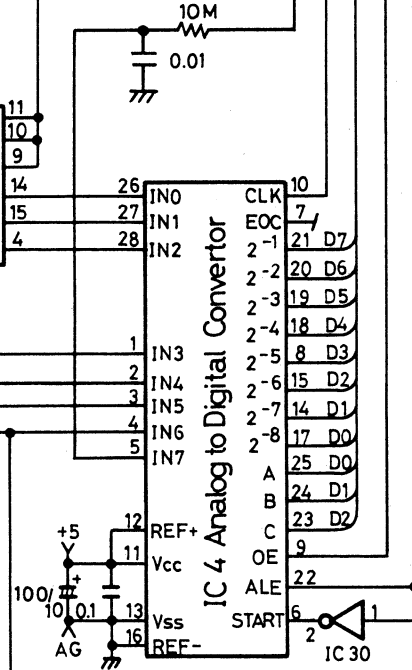 10M
0.01
11
10
9
14 26 IN0 CLK 10
15 27 IN1 EOC 7
4 28 IN2 2-1 21 D7
2-2 20 D6
2-3 19 D5
2-4 18 D4
1 IN3 2-5 8 D3
2 IN4 2-6 15 D2
3 IN5 2-7 14 D1
4 IN6 2-8 17 D0
5 IN7 A 25 D0
B 24 D1
12 REF+ C 23 D2
+5 OE 9
11 Vcc
ALE 22
100/ + 
10 0.1 13 Vss START 6 2 1
16 REF-
AG
IC 30
IC 4 Analog to Digital Convertor